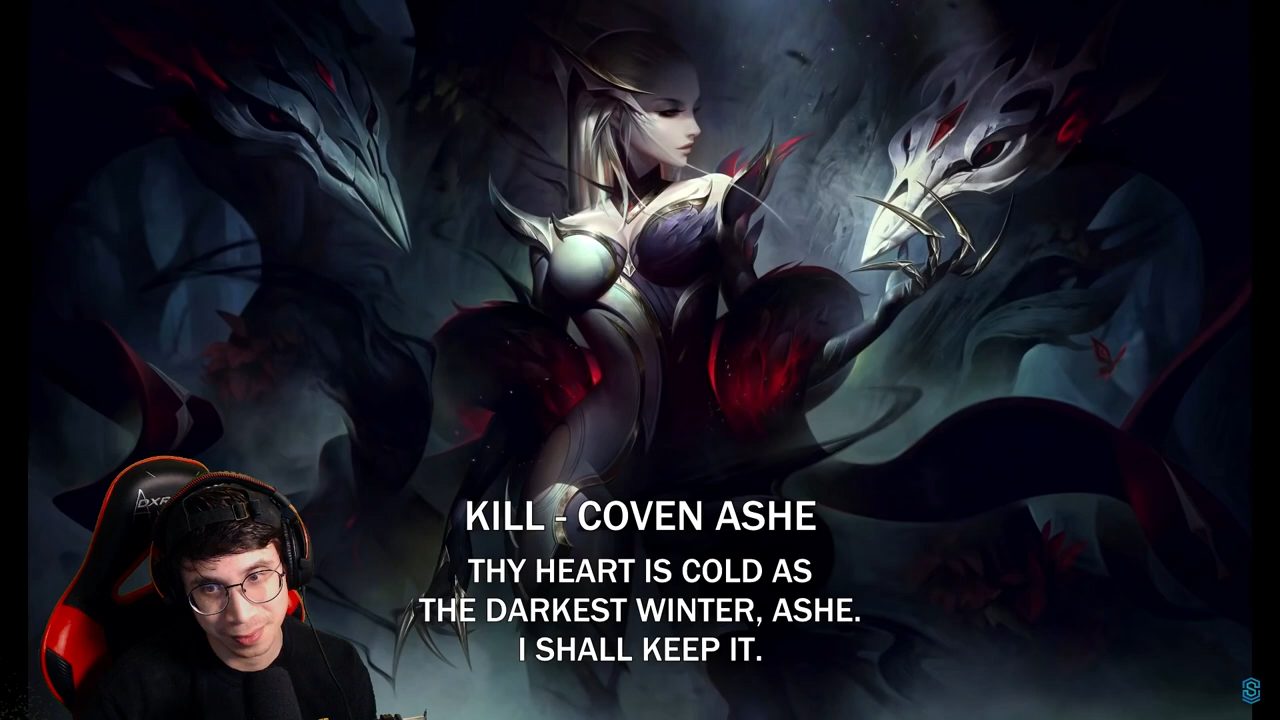 KILL - COVEN ASHE
THY HEART IS COLD AS
THE DARKEST WINTER, ASHE.
I SHALL KEEP IT.